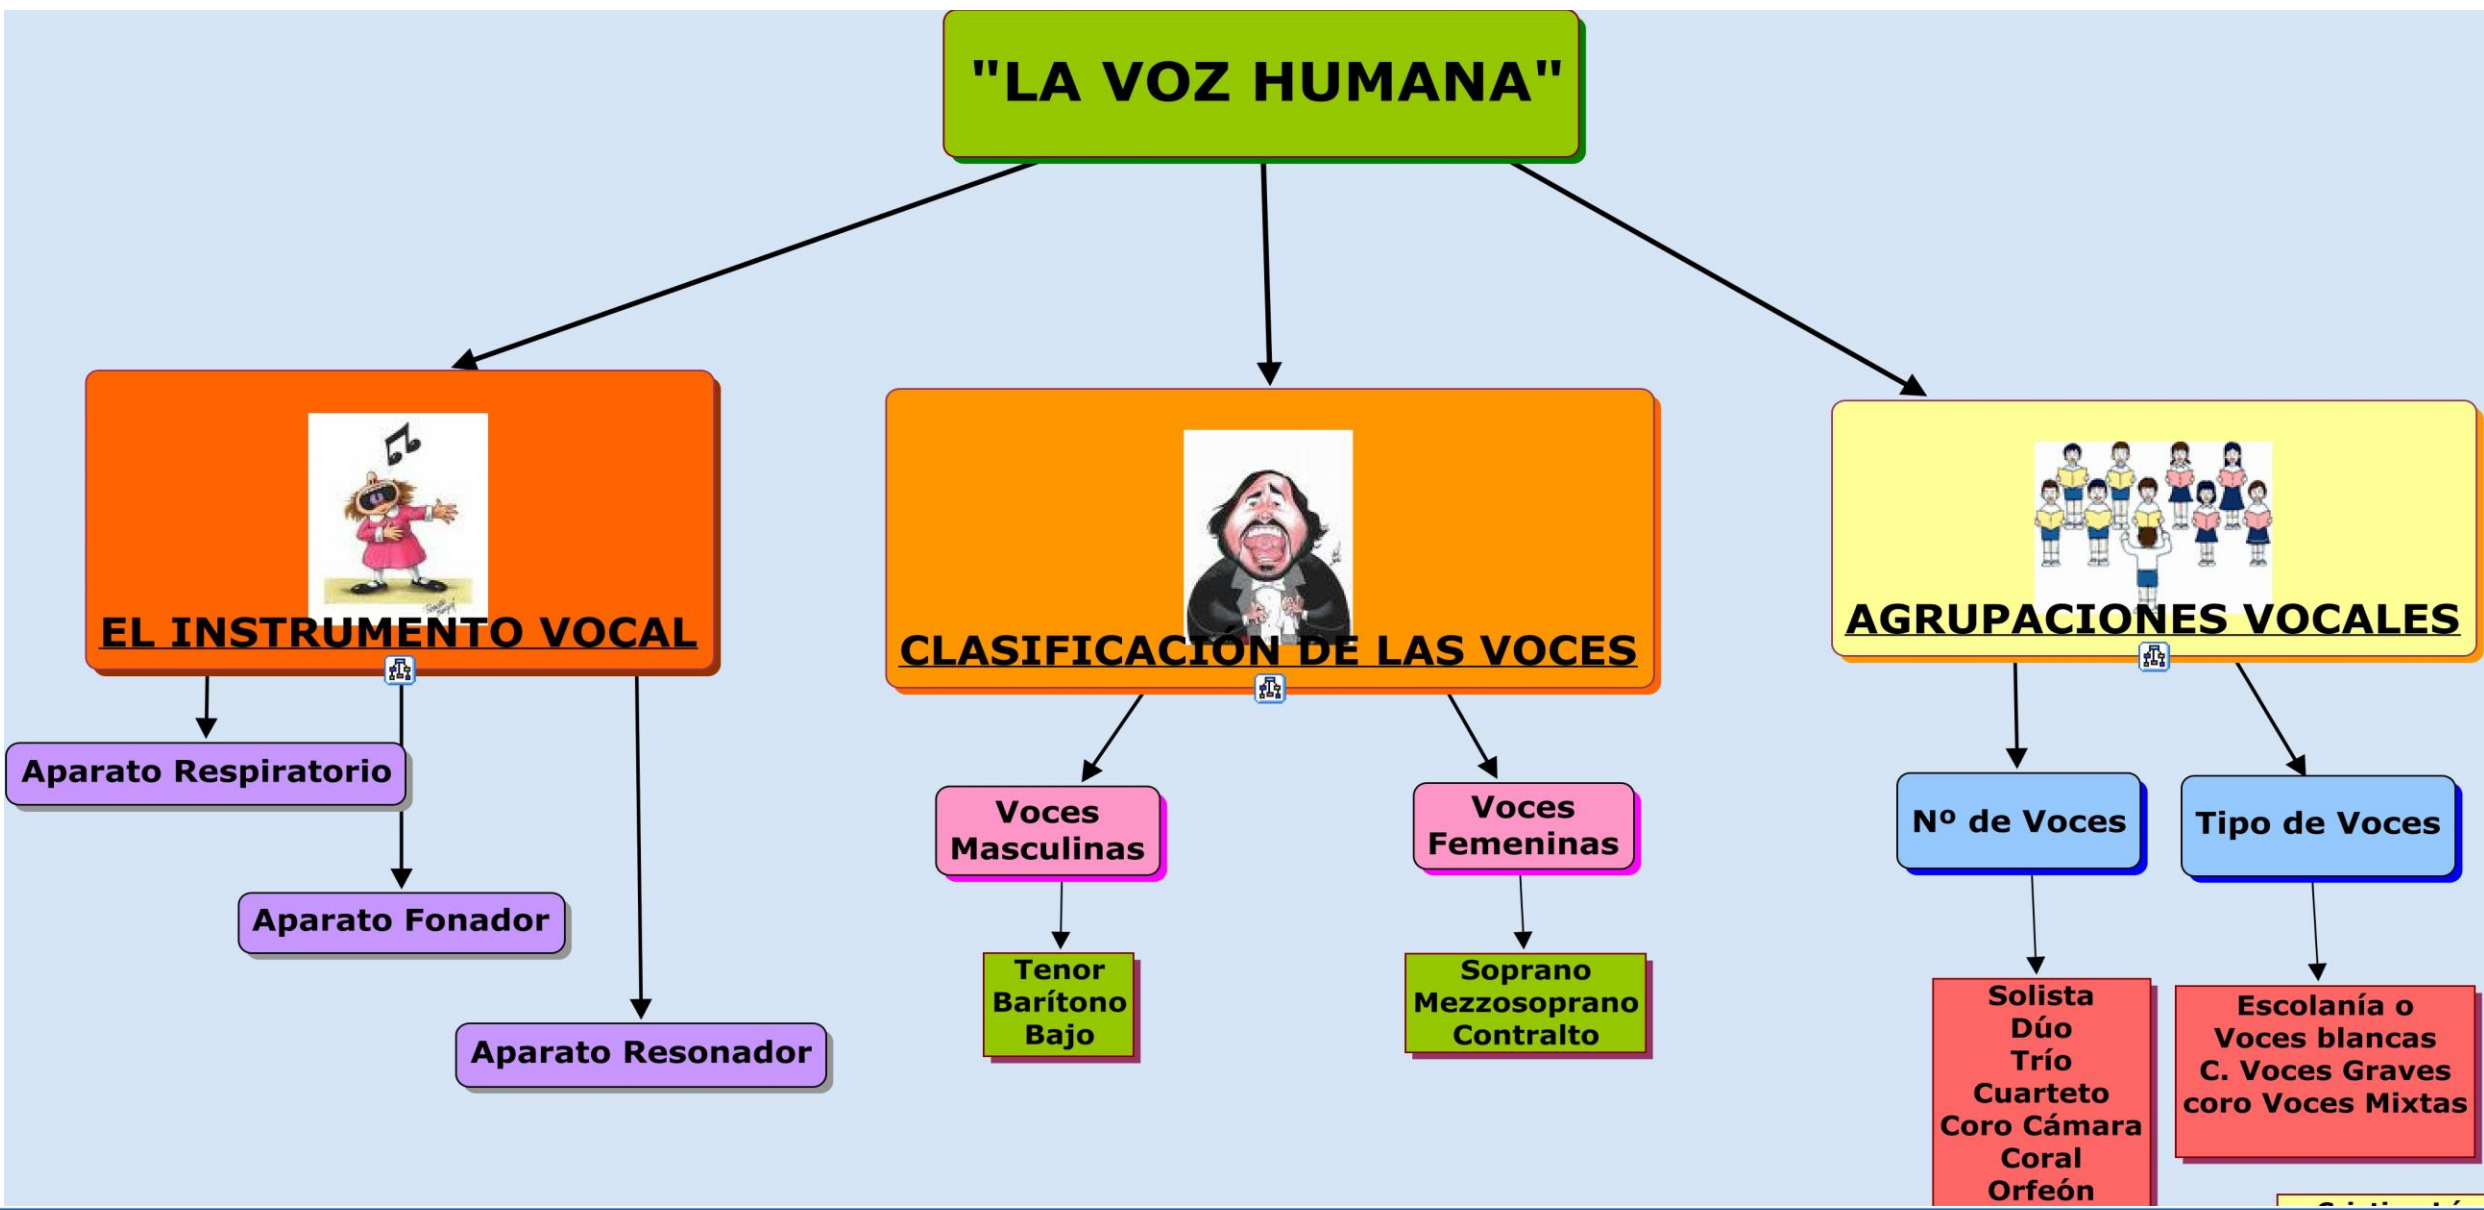 "LA VOZ HUMANA"
EL INSTRUMENTO VOCAL
CLASIFICACIÓN DE LAS VOCES
AGRUPACIONES VOCALES
Aparato Respiratorio
Aparato Fonador
Aparato Resonador
Voces
Masculinas
Tenor
Barítono
Bajo
Voces
Femeninas
Soprano
Mezzosoprano
Contralto
Nº de Voces
Solista
Dúo
Trío
Cuarteto
Coro Cámara
Coral
Orfeón
Tipo de Voces
Escolanía o
Voces blancas
C. Voces Graves
coro Voces Mixtas